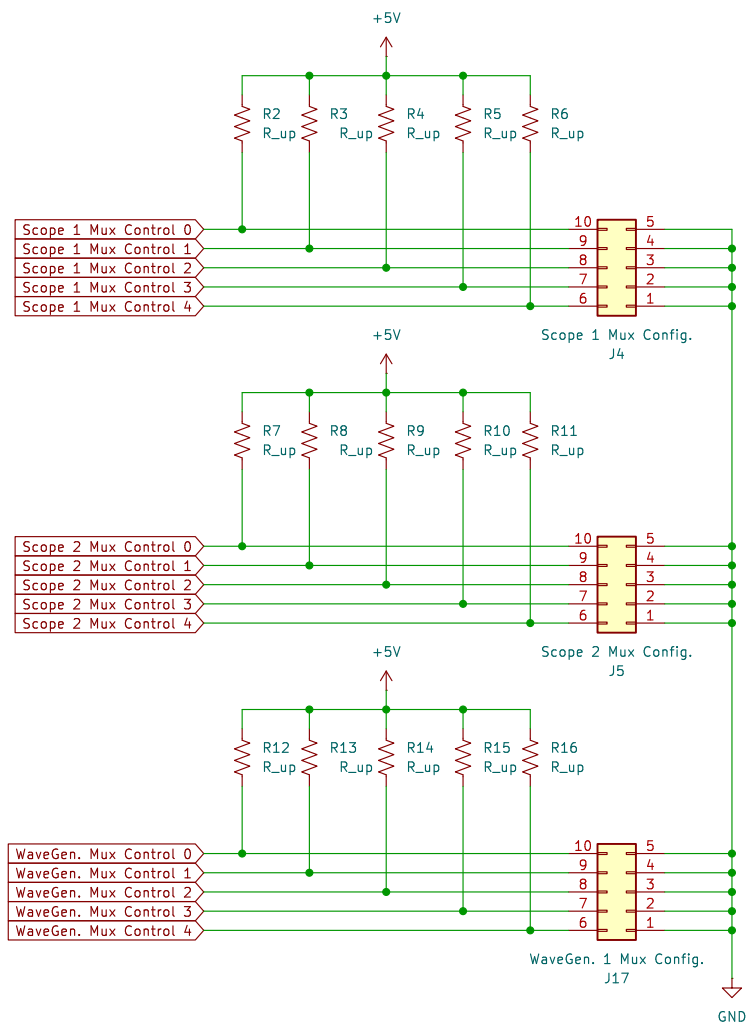 +5V
R2 R3 R4 R5 R6
R_up R_up R_up R_up R_up
Scope 1 Mux Control 0 10 5
Scope 1 Mux Control 1 9 4
Scope 1 Mux Control 2 8 3
Scope 1 Mux Control 3 7 2
Scope 1 Mux Control 4 6 1
Scope 1 Mux Config.
J4
+5V
R7 R8 R9 R10 R11
R_up R_up R_up R_up R_up
Scope 2 Mux Control 0 10 5
Scope 2 Mux Control 1 9 4
Scope 2 Mux Control 2 8 3
Scope 2 Mux Control 3 7 2
Scope 2 Mux Control 4 6 1
Scope 2 Mux Config.
J5
+5V
R12 R13 R14 R15 R16
R_up R_up R_up R_up R_up
WaveGen. Mux Control 0 10 5
WaveGen. Mux Control 1 9 4
WaveGen. Mux Control 2 8 3
WaveGen. Mux Control 3 7 2
WaveGen. Mux Control 4 6 1
WaveGen. 1 Mux Config.
J17
GND